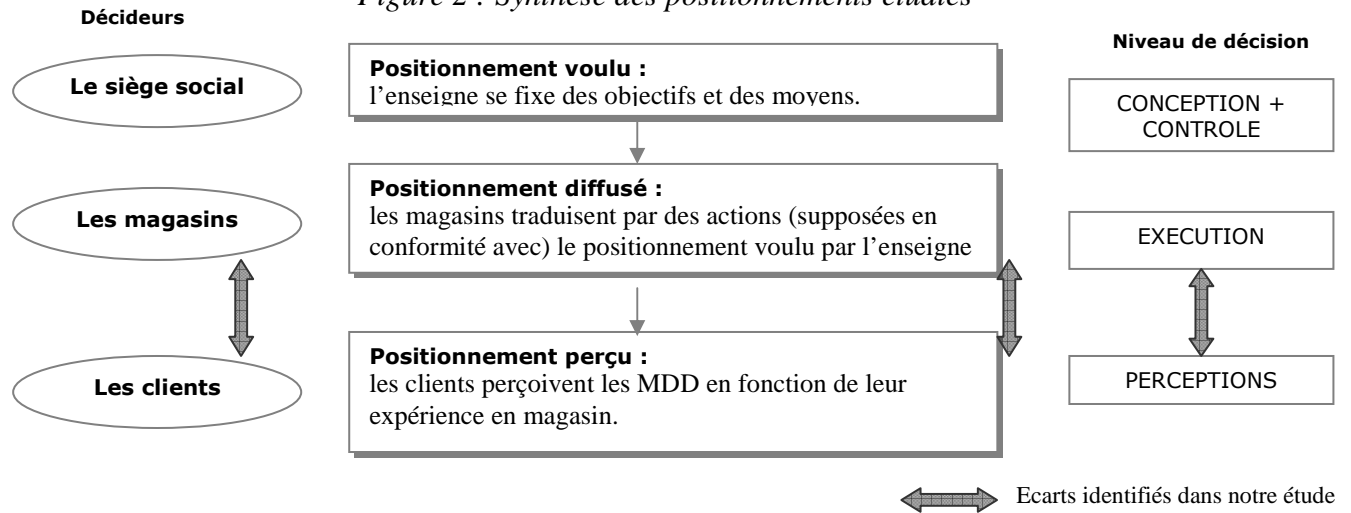 Figure 2 : Synthèse des positionnements étudiés
Décideurs
Niveau de décision
Le siège social
Positionnement voulu :
l’enseigne se fixe des objectifs et des moyens.
CONCEPTION +
CONTROLE
Les magasins
Positionnement diffusé :
les magasins traduisent par des actions (supposées en
conformité avec) le positionnement voulu par l’enseigne
EXECUTION
Les clients
Positionnement perçu :
les clients perçoivent les MDD en fonction de leur
expérience en magasin.
PERCEPTIONS
Ecarts identifiés dans notre étude